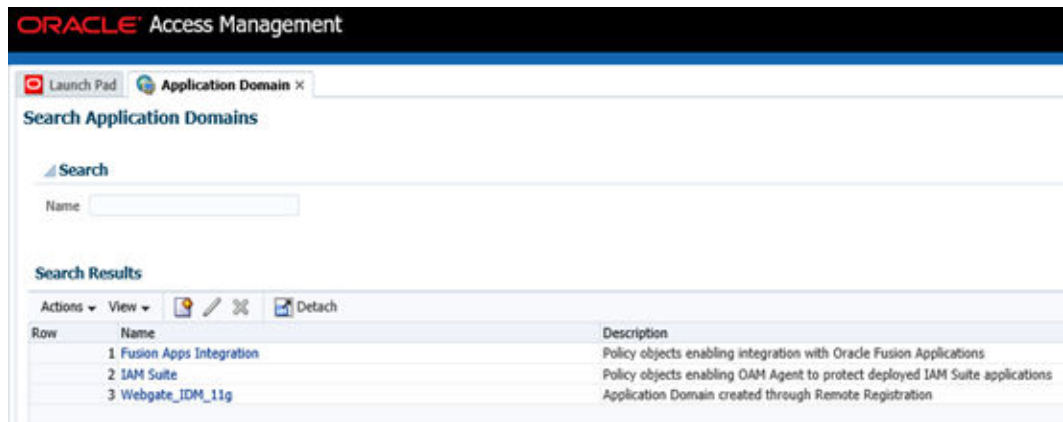 ORACLE Access Management
Launch Pad Application Domain ×
Search Application Domains
Search
Name
Search Results
Actions View Detach
Row Name Description
1 Fusion Apps Integration Policy objects enabling integration with Oracle Fusion Applications
2 IAM Suite Policy objects enabling OAM Agent to protect deployed IAM Suite applications
3 Webgate_IDM_11g Application Domain created through Remote Registration